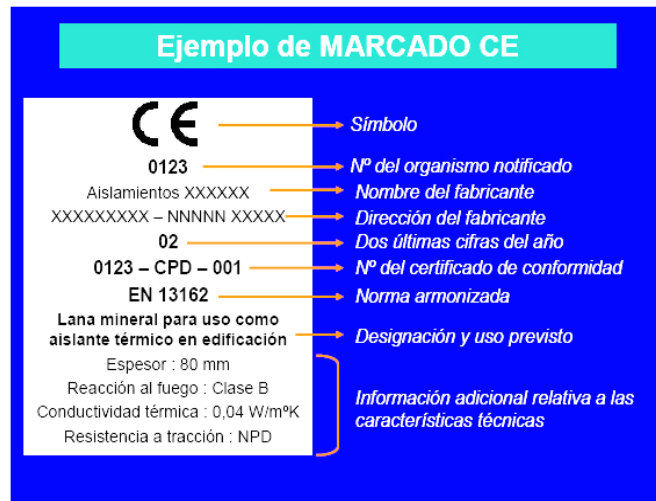 Ejemplo de MARCADO CE
CE
Símbolo
0123
Nº del organismo notificado
Aislamientos XXXXXX
Nombre del fabricante
XXXXXXXXX – NNNNN XXXXX
Dirección del fabricante
02
Dos últimas cifras del año
0123 – CPD – 001
Nº del certificado de conformidad
EN 13162
Norma armonizada
Lana mineral para uso como
aislante térmico en edificación
Designación y uso previsto
Espesor : 80 mm
Reacción al fuego : Clase B
Conductividad térmica : 0,04 W/mºK
Resistencia a tracción : NPD
Información adicional relativa a las
características técnicas